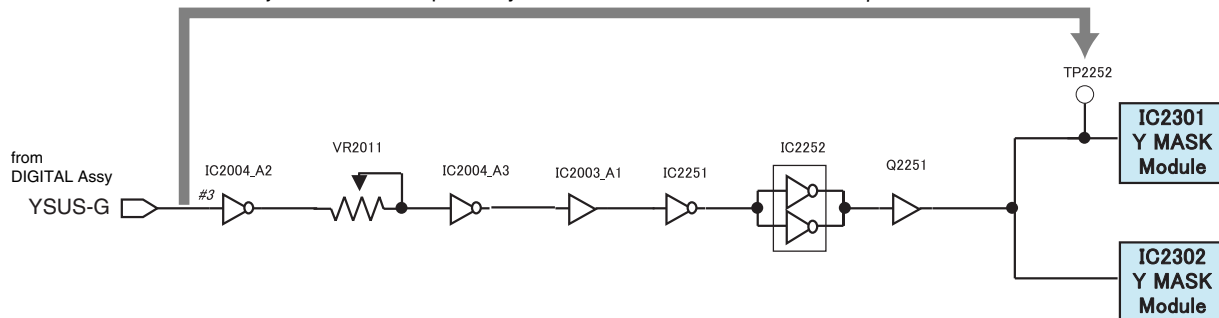 TP2252
IC2301
Y MASK
Module
IC2252
VR2011
Q2251
from
DIGITAL Assy
IC2004_A2
IC2004_A3
IC2003_A1
IC2251
#3
YSUS-G
IC2302
Y MASK
Module